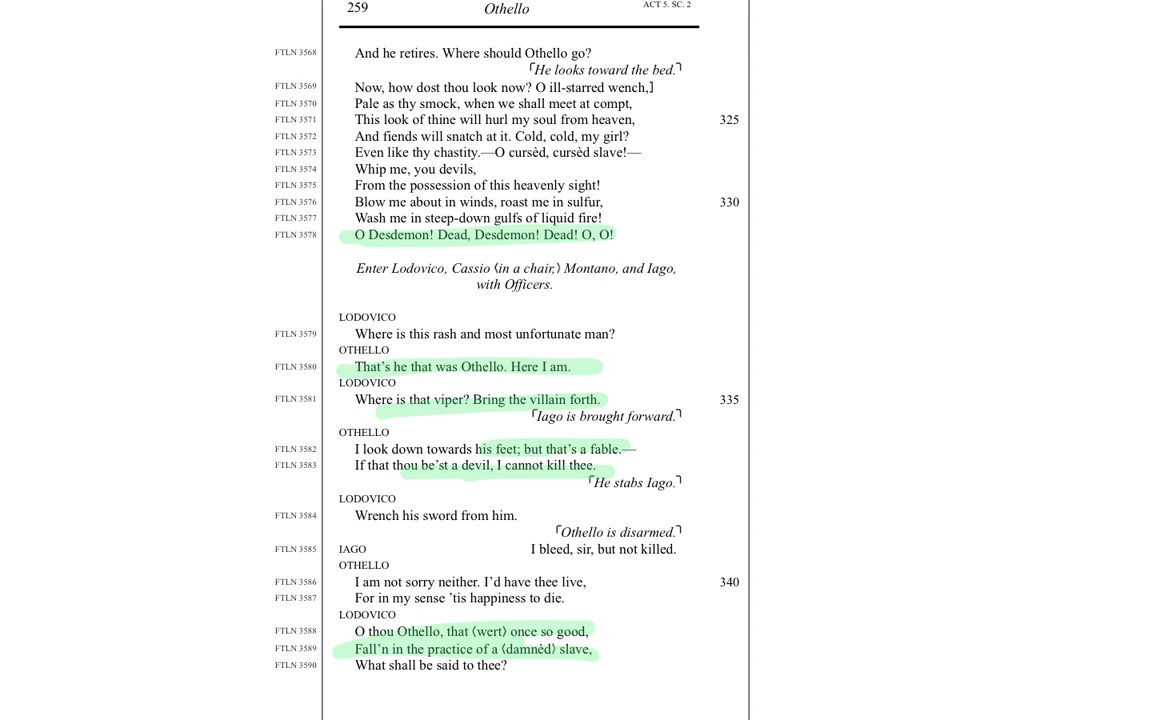 259 Othello ACT 5. SC. 2
FTLN 3568 And he retires. Where should Othello go?
⌜He looks toward the bed.⌝
FTLN 3569 Now, how dost thou look now? O ill-starred wench,]
FTLN 3570 Pale as thy smock, when we shall meet at compt,
FTLN 3571 This look of thine will hurl my soul from heaven, 325
FTLN 3572 And fiends will snatch at it. Cold, cold, my girl?
FTLN 3573 Even like thy chastity.—O cursèd, cursèd slave!—
FTLN 3574 Whip me, you devils,
FTLN 3575 From the possession of this heavenly sight!
FTLN 3576 Blow me about in winds, roast me in sulfur, 330
FTLN 3577 Wash me in steep-down gulfs of liquid fire!
FTLN 3578 O Desdemon! Dead, Desdemon! Dead! O, O!
Enter Lodovico, Cassio ⟨in a chair,⟩ Montano, and Iago,
with Officers.
LODOVICO
FTLN 3579 Where is this rash and most unfortunate man?
OTHELLO
FTLN 3580 That’s he that was Othello. Here I am.
LODOVICO
FTLN 3581 Where is that viper? Bring the villain forth. 335
⌜Iago is brought forward.⌝
OTHELLO
FTLN 3582 I look down towards his feet; but that’s a fable.—
FTLN 3583 If that thou be’st a devil, I cannot kill thee.
⌜He stabs Iago.⌝
LODOVICO
FTLN 3584 Wrench his sword from him.
⌜Othello is disarmed.⌝
FTLN 3585 IAGO I bleed, sir, but not killed.
OTHELLO
FTLN 3586 I am not sorry neither. I’d have thee live, 340
FTLN 3587 For in my sense ’tis happiness to die.
LODOVICO
FTLN 3588 O thou Othello, that ⟨wert⟩ once so good,
FTLN 3589 Fall’n in the practice of a ⟨damnèd⟩ slave,
FTLN 3590 What shall be said to thee?